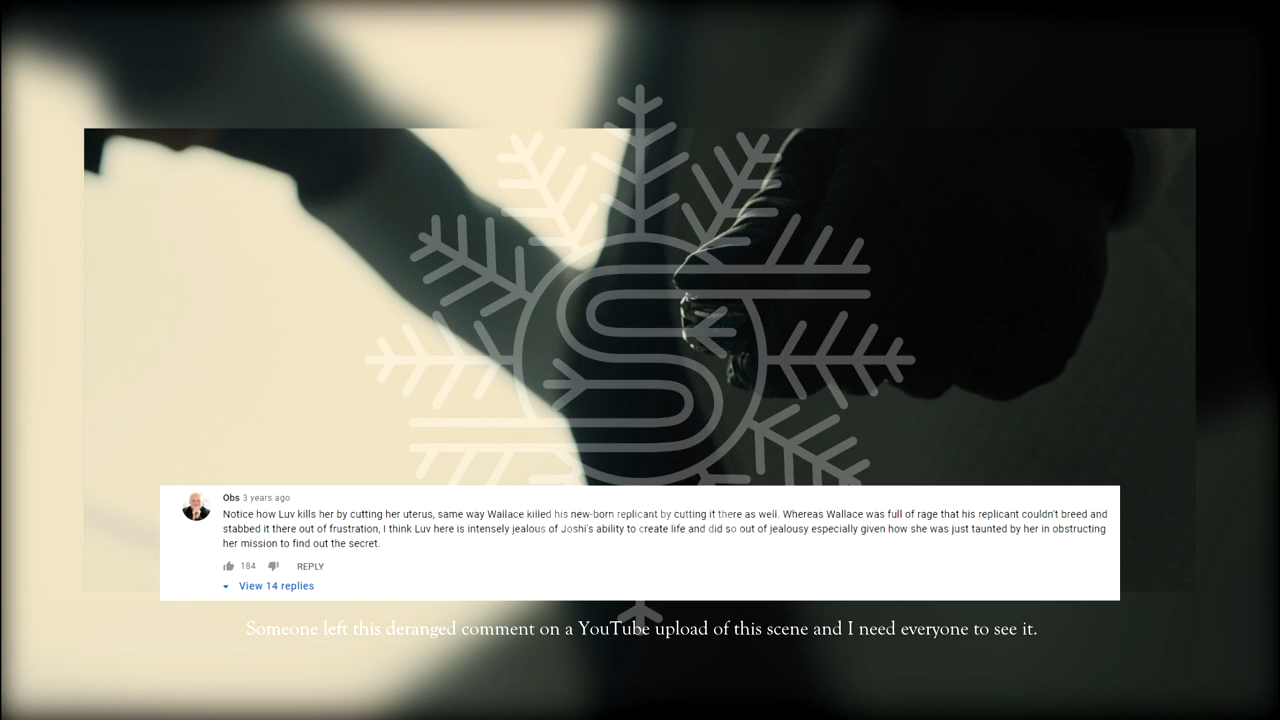 Obs 3 years ago
Notice how Luv kills her by cutting her uterus, same way Wallace killed his new-born replicant by cutting it there as well. Whereas Wallace was full of rage that his replicant couldn't breed and
stabbed it there out of frustration, I think Luv here is intensely jealous of Joshi's ability to create life and did so out of jealousy especially given how she was just taunted by her in obstructing
her mission to find out the secret.
184 REPLY
View 14 replies
Someone left this deranged comment on a YouTube upload of this scene and I need everyone to see it.